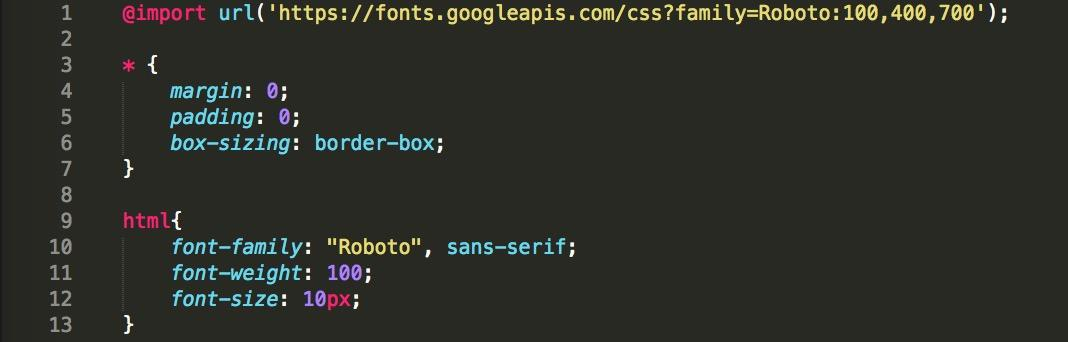 1 @import url('https://fonts.googleapis.com/css?family=Roboto:100,400,700');
2
3 * {
4     margin: 0;
5     padding: 0;
6     box-sizing: border-box;
7 }
8
9 html{
10     font-family: "Roboto", sans-serif;
11     font-weight: 100;
12     font-size: 10px;
13 }